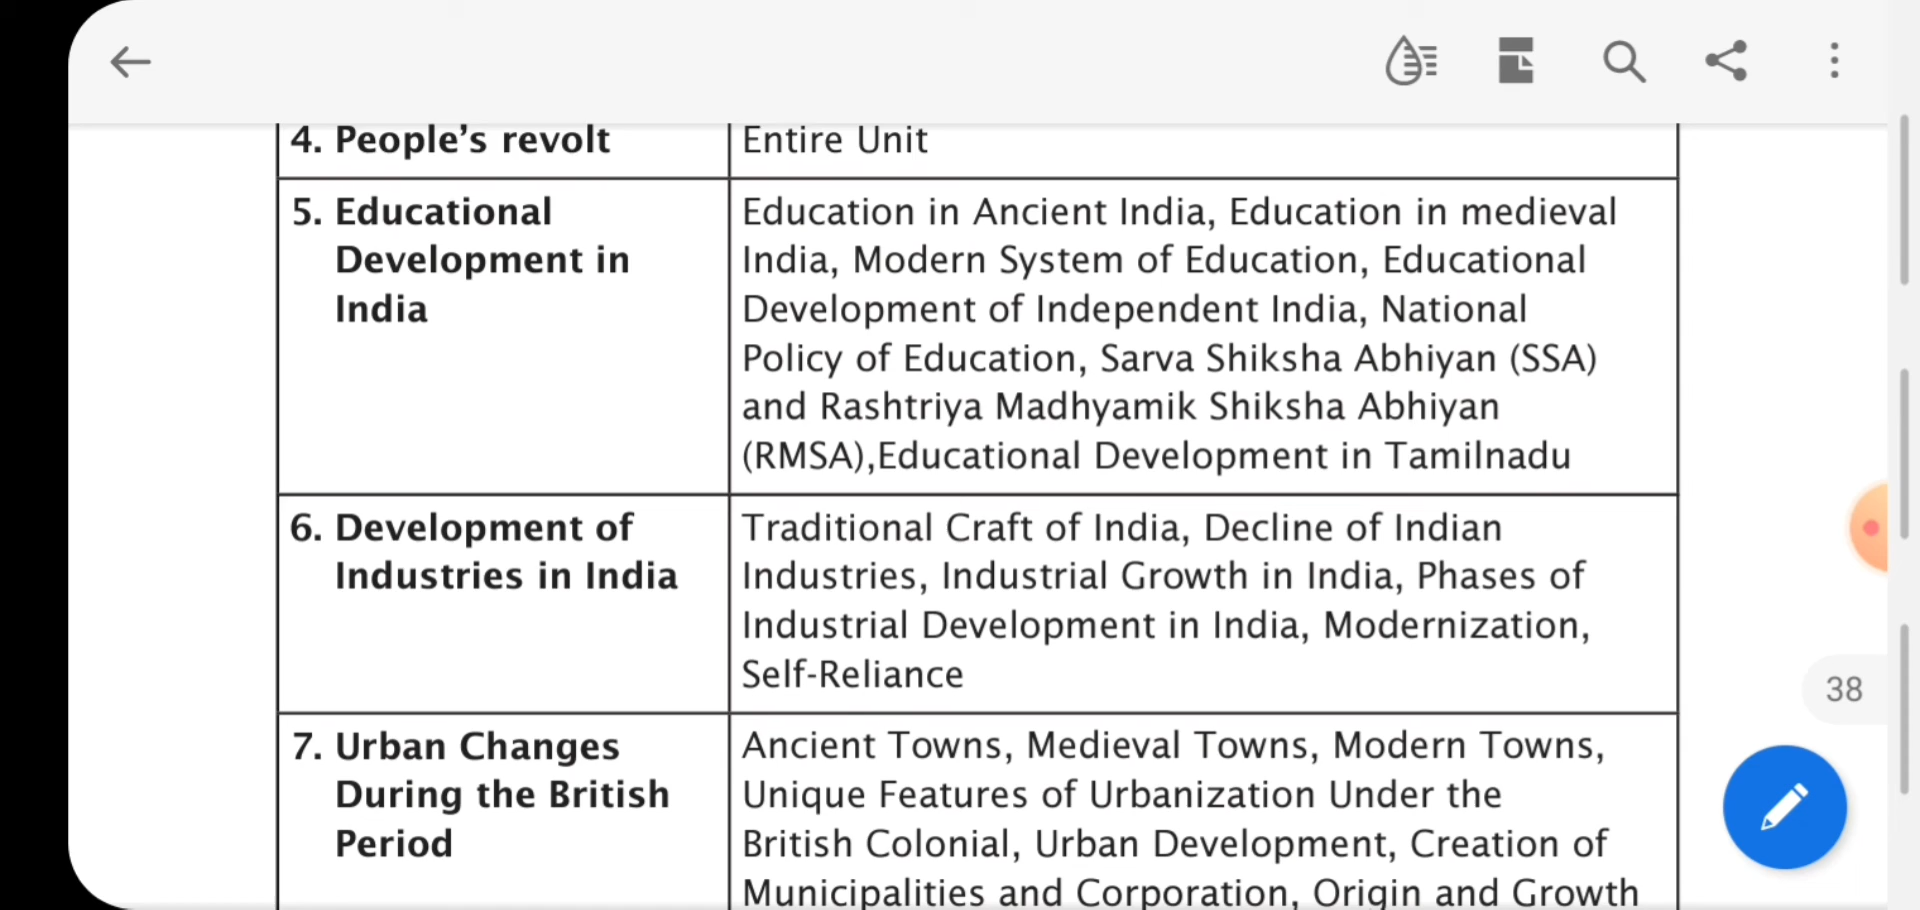 4. People's revolt
Entire Unit
5. Educational
Development in
India
Education in Ancient India, Education in medieval
India, Modern System of Education, Educational
Development of Independent India, National
Policy of Education, Sarva Shiksha Abhiyan (SSA)
and Rashtriya Madhyamik Shiksha Abhiyan
(RMSA),Educational Development in Tamilnadu
6. Development of
Industries in India
Traditional Craft of India, Decline of Indian
Industries, Industrial Growth in India, Phases of
Industrial Development in India, Modernization,
Self-Reliance
7. Urban Changes
During the British
Period
Ancient Towns, Medieval Towns, Modern Towns,
Unique Features of Urbanization Under the
British Colonial, Urban Development, Creation of
Municipalities and Corporation, Origin and Growth
38